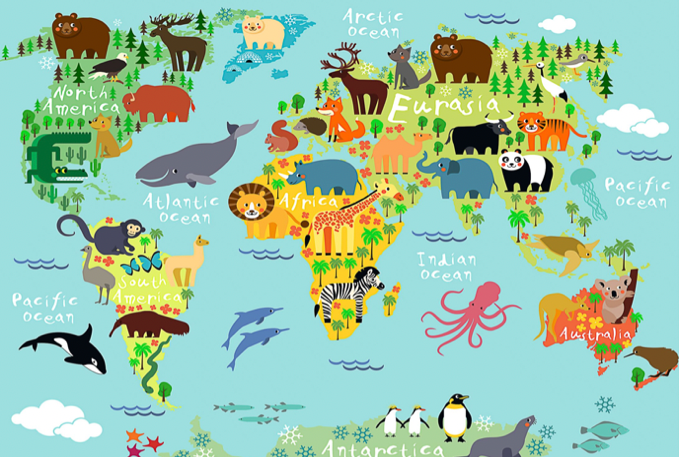 Arctic
Ocean
North
America
Eurasia
Atlantic
Ocean
Africa
Pacific
Ocean
Indian
Ocean
South
America
Pacific
Ocean
Australia
Antarctica